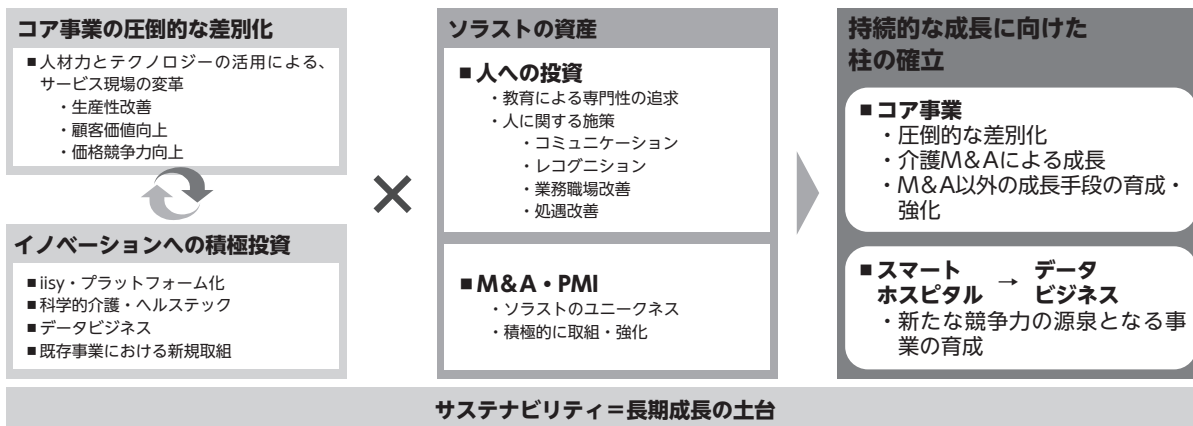 コア事業の圧倒的な差別化
■人材力とテクノロジーの活用による、
サービス現場の変革
・生産性改善
・顧客価値向上
・価格競争力向上
イノベーションへの積極投資
■iisy・プラットフォーム化
■科学的介護・ヘルステック
■データビジネス
■既存事業における新規取組
×
ソラストの資産
■人への投資
・教育による専門性の追求
・人に関する施策
・コミュニケーション
・レコグニション
・業務職場改善
・処遇改善
■M&A・PMI
・ソラストのユニークネス
・積極的に取組・強化
持続的な成長に向けた
柱の確立
■コア事業
・圧倒的な差別化
・介護M&Aによる成長
・M&A以外の成長手段の育成・
強化
■スマート → データ
ホスピタル ビジネス
・新たな競争力の源泉となる事
業の育成
サステナビリティ＝長期成長の土台